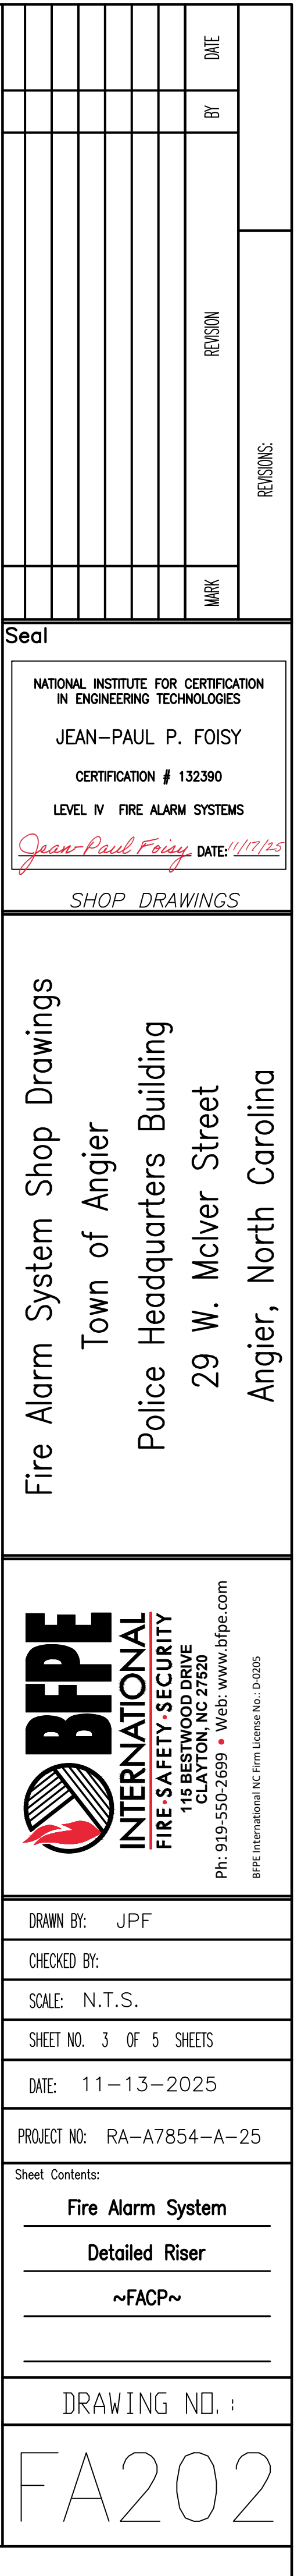 DATE
BY
REVISION
MARK
REVISIONS:
Seal
NATIONAL INSTITUTE FOR CERTIFICATION
IN ENGINEERING TECHNOLOGIES
JEAN-PAUL P. FOISY
CERTIFICATION # 132390
LEVEL IV FIRE ALARM SYSTEMS
Jean-Paul Foisy DATE: 11/17/25
SHOP DRAWINGS
Fire Alarm System Shop Drawings
Town of Angier
Police Headquarters Building
29 W. McIver Street
Angier, North Carolina
BFPE
INTERNATIONAL
FIRE•SAFETY•SECURITY
115 BESTWOOD DRIVE
CLAYTON, NC 27520
Ph: 919-550-2699 • Web: www.bfpe.com
BFPE International NC Firm License No.: D-0205
DRAWN BY: JPF
CHECKED BY:
SCALE: N.T.S.
SHEET NO. 3 OF 5 SHEETS
DATE: 11-13-2025
PROJECT NO: RA-A7854-A-25
Sheet Contents:
Fire Alarm System
Detailed Riser
~FACP~
DRAWING NO.:
FA202